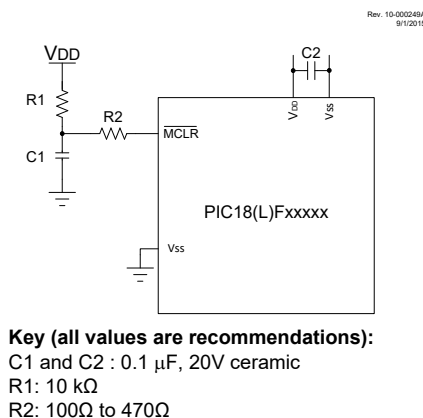 Rev. 10-000249A
9/1/2015
VDD
C2
R1
R2
VDD
VSS
MCLR
C1
PIC18(L)Fxxxxx
Vss
Key (all values are recommendations):
C1 and C2 : 0.1 μF, 20V ceramic
R1: 10 kΩ
R2: 100Ω to 470Ω